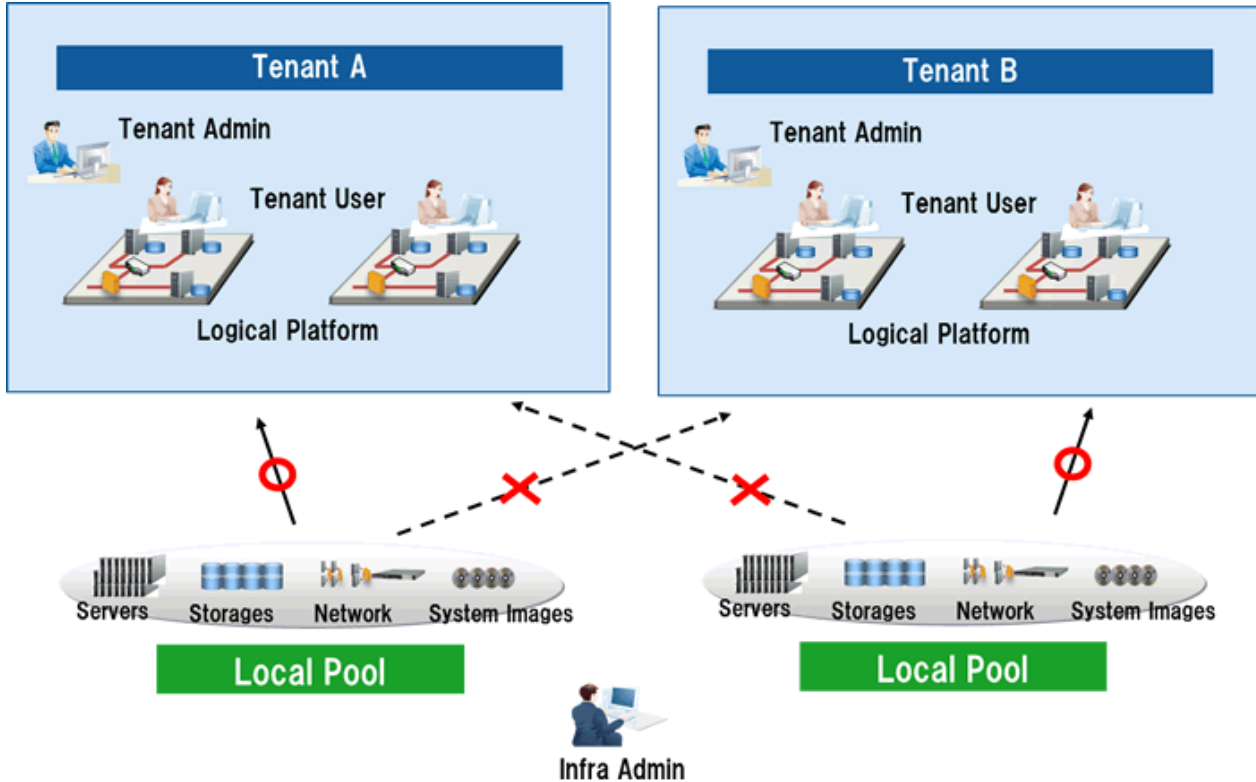 Tenant A
Tenant Admin
Tenant User
Logical Platform
Tenant B
Tenant Admin
Tenant User
Logical Platform
Servers
Storages
Network
System Images
Local Pool
Servers
Storages
Network
System Images
Local Pool
Infra Admin